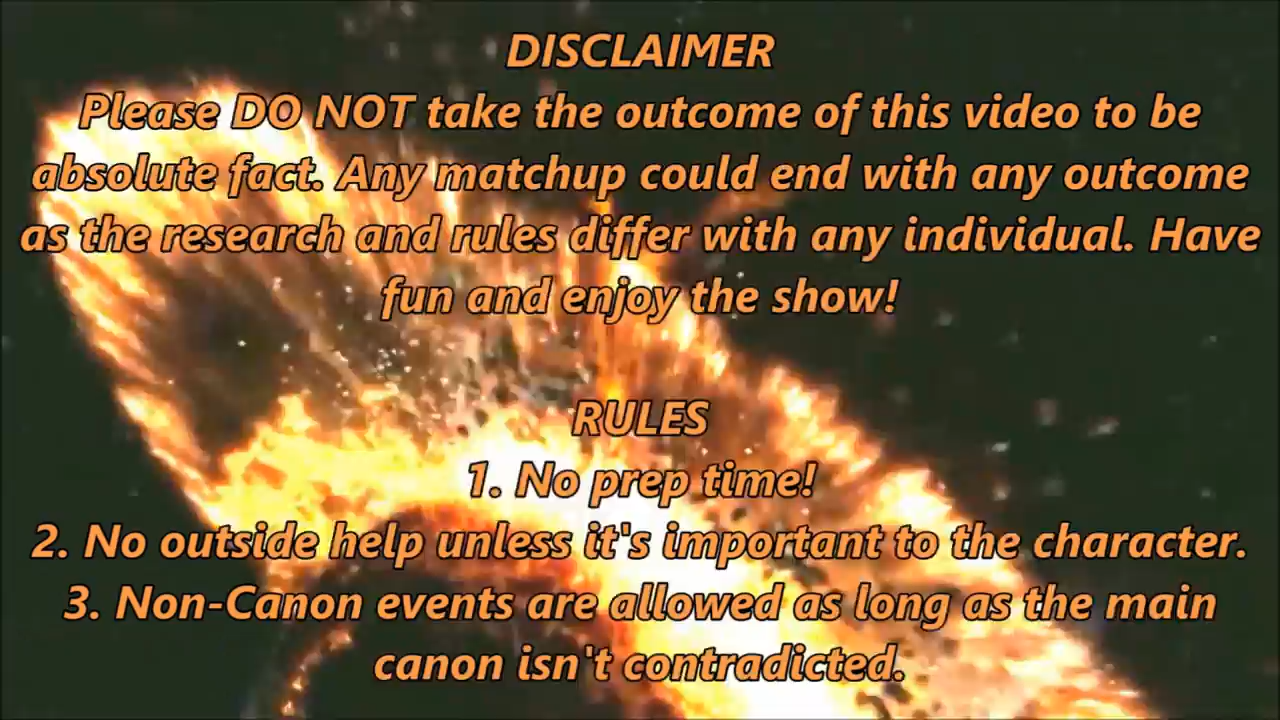 DISCLAIMER
Please DO NOT take the outcome of this video to be
absolute fact. Any matchup could end with any outcome
as the research and rules differ with any individual. Have
fun and enjoy the show!
RULES
1. No prep time!
2. No outside help unless it's important to the character.
3. Non-Canon events are allowed as long as the main
canon isn't contradicted.